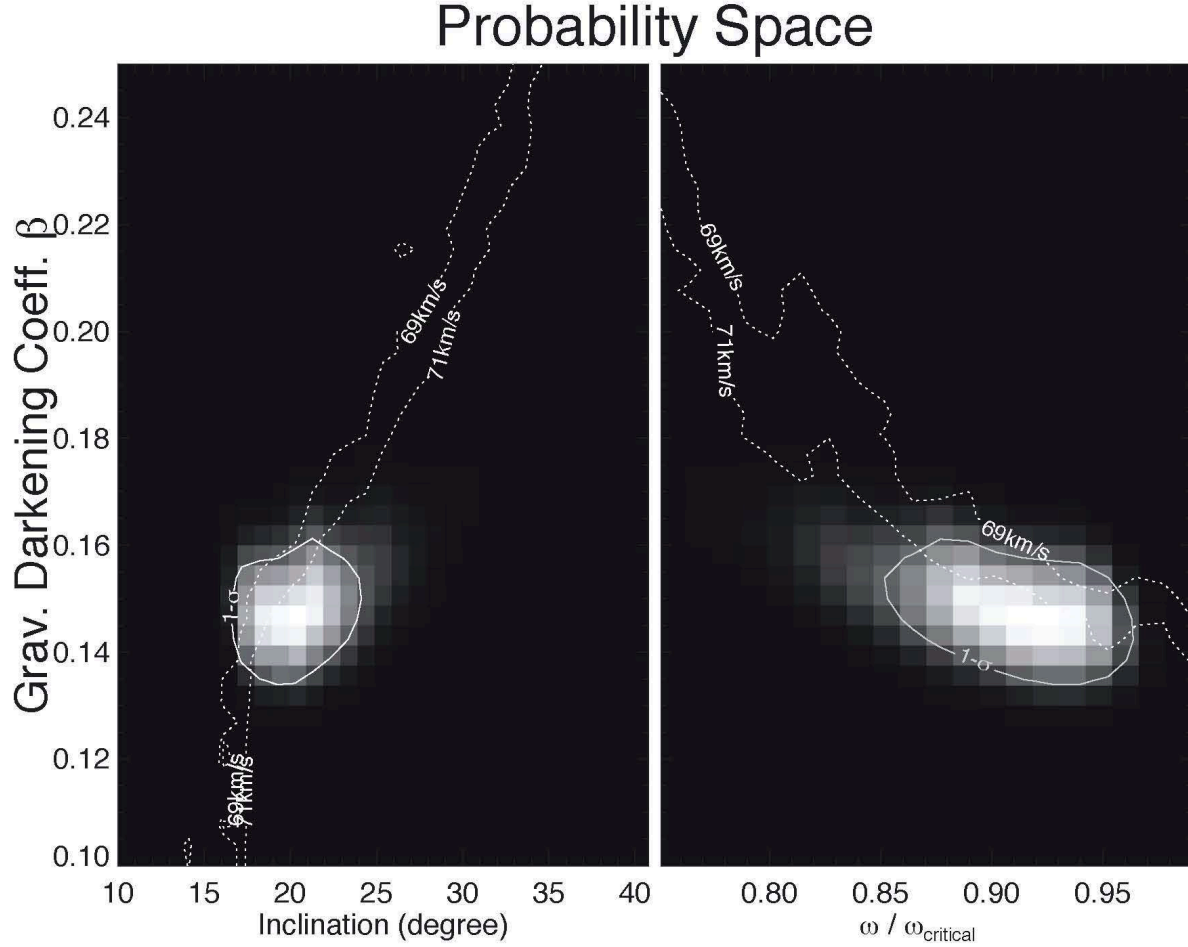 Probability Space
Grav. Darkening Coeff. β
0.24
0.22
0.20
0.18
0.16
0.14
0.12
0.10
69km/s
71km/s
1-σ
69km/s
71km/s
69km/s
71km/s
69km/s
1-σ
10 15 20 25 30 35 40
Inclination (degree)
0.80 0.85 0.90 0.95
ω / ωcritical